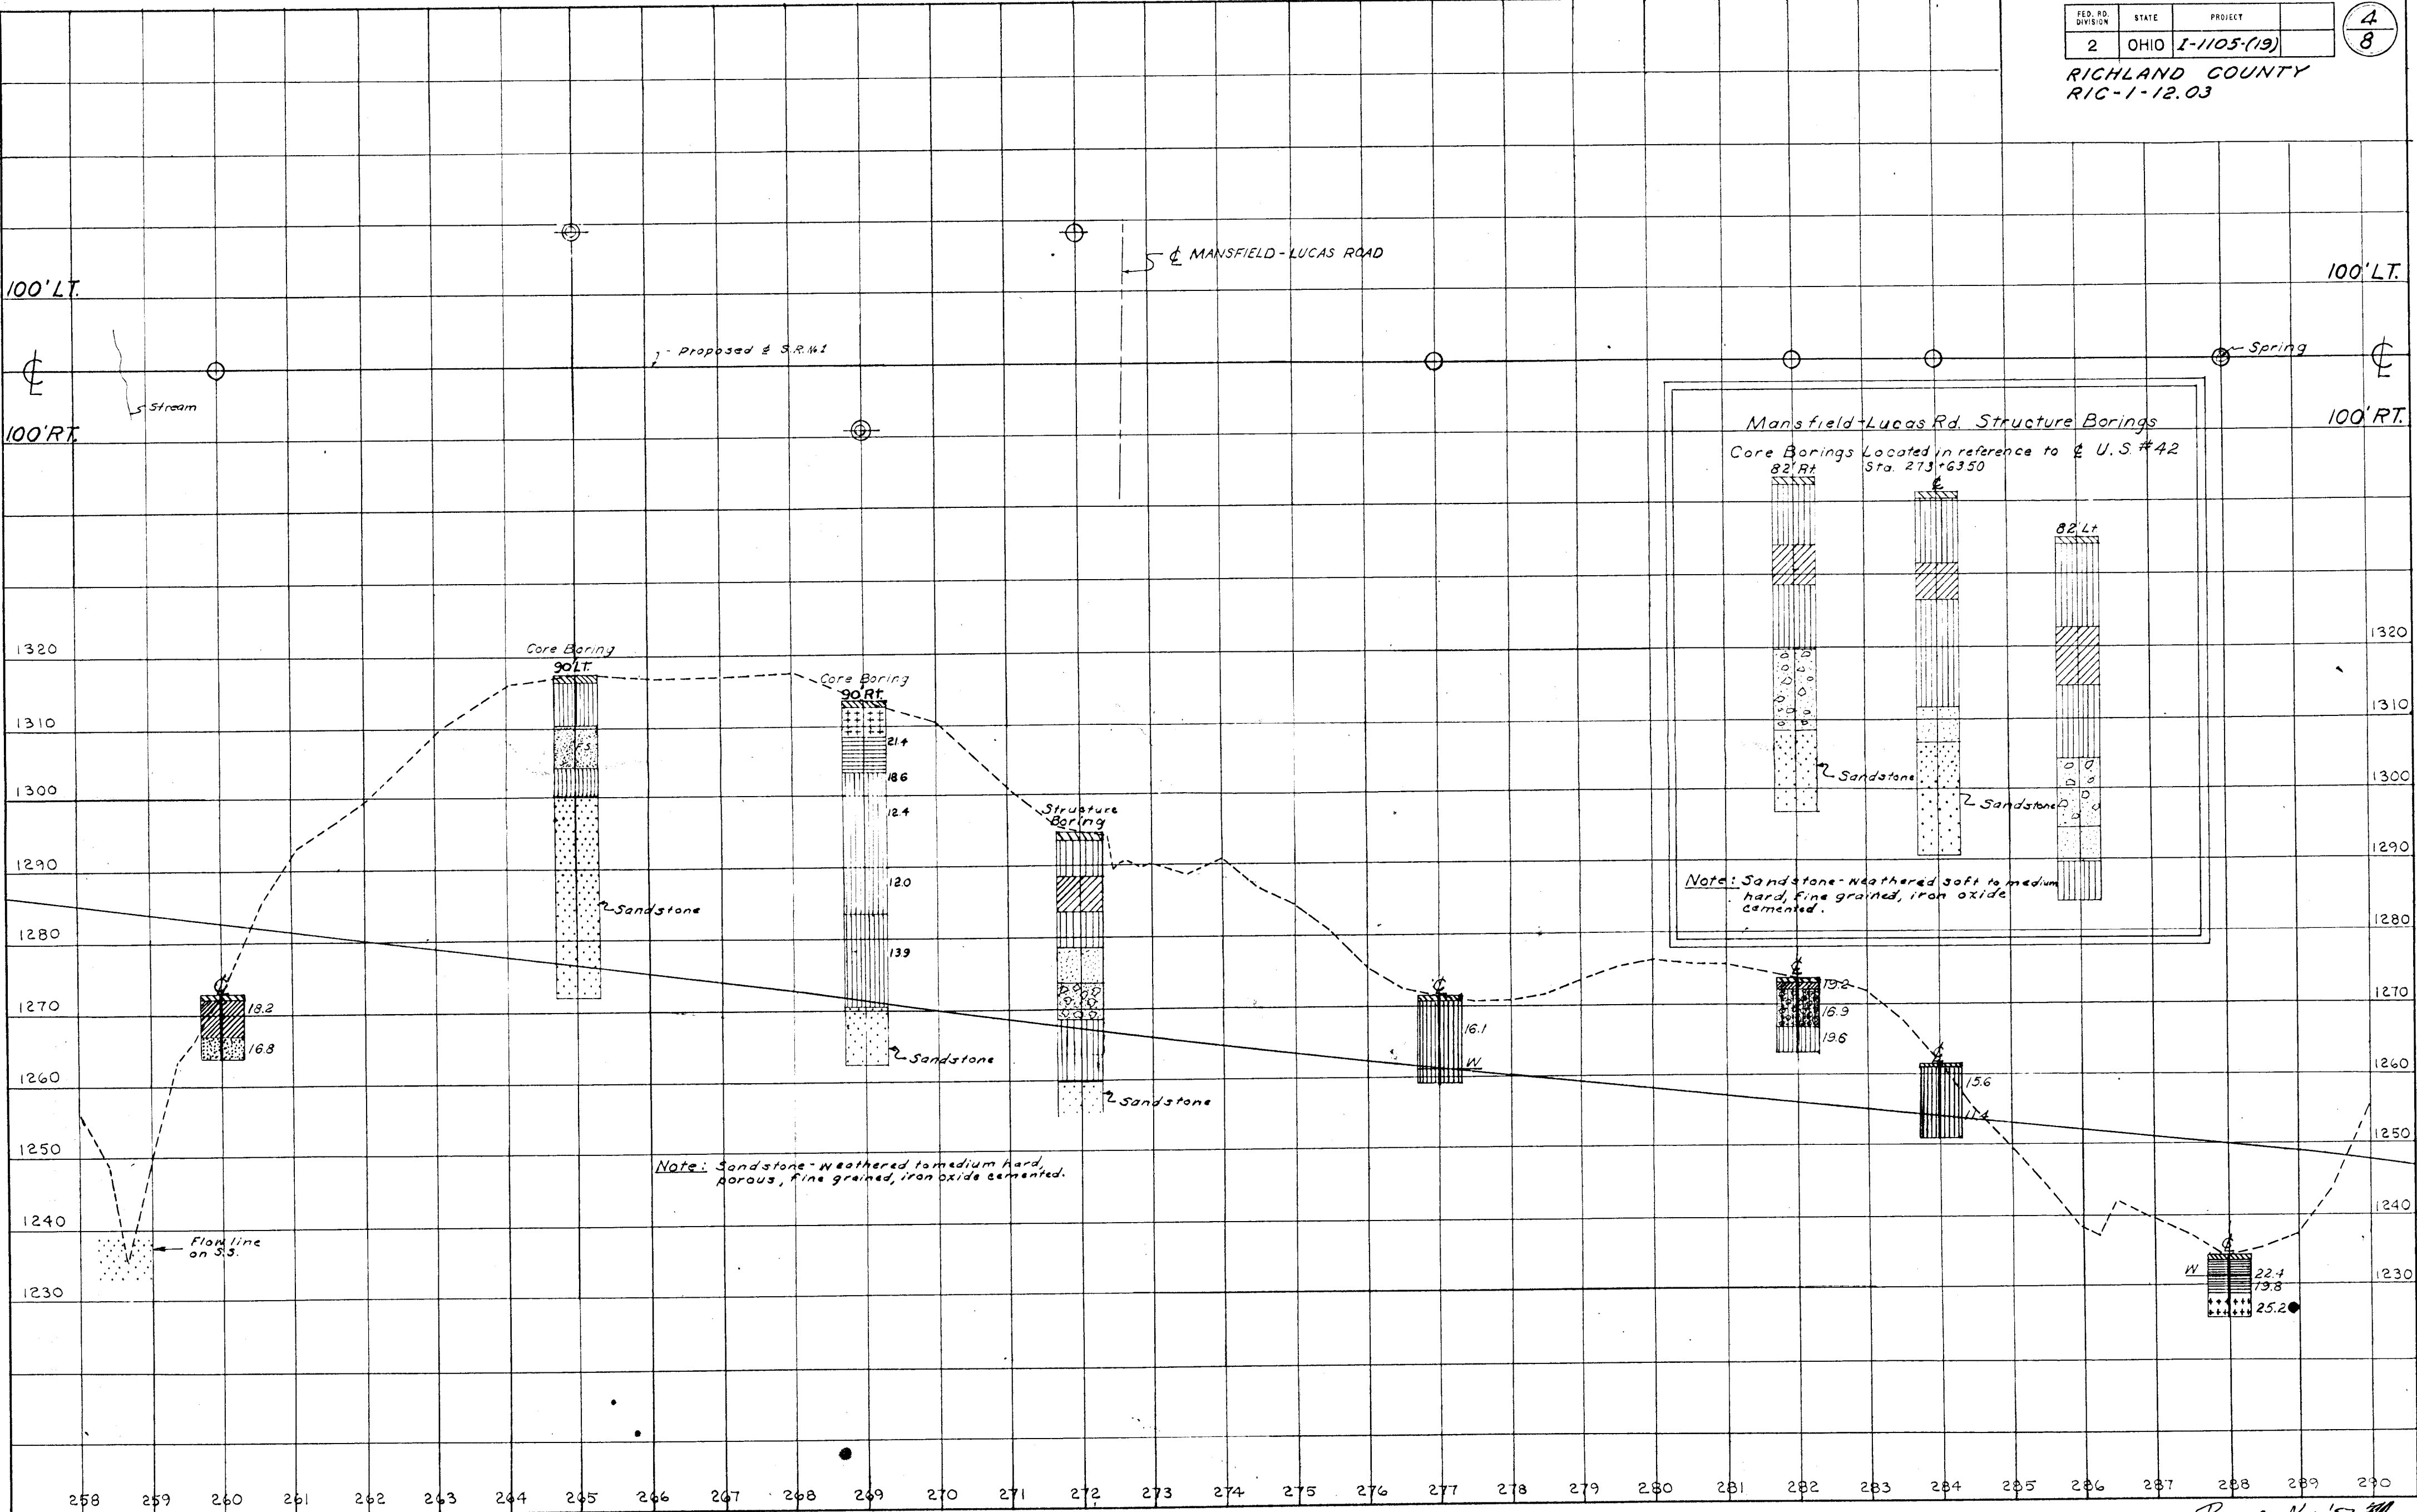 FED. RD. DIVISION STATE PROJECT
2 OHIO I-1105-(19)
4
8
RICHLAND COUNTY
RIC-1-12.03
℄ MANSFIELD-LUCAS ROAD
100' LT.
100' LT.
Proposed ℄ S.R.№1
Spring
℄
℄
Stream
100' RT.
100' RT.
Mansfield-Lucas Rd. Structure Borings
Core Borings Located in reference to ℄ U.S. #42
82' Rt. Sta. 273+6350
℄
82' Lt
Sandstone
Sandstone
Note: Sandstone-weathered soft to medium
hard, fine grained, iron oxide
cemented.
1320
1320
Core Boring
90' LT.
Core Boring
90' Rt.
1310
1310
F.S.
21.4
18.6
1300
1300
12.4
Structure
Boring
1290
1290
12.0
Sandstone
1280
1280
13.9
℄
18.2
16.8
℄
16.1
W
℄
19.2
16.9
19.6
1270
1270
Sandstone
1260
1260
Sandstone
℄
15.6
11.4
1250
1250
Note: Sandstone-weathered to medium hard,
porous, fine grained, iron oxide cemented.
1240
1240
Flow line
on S.S.
℄
W
22.4
19.8
25.2
1230
1230
258 259 260 261 262 263 264 265 266 267 268 269 270 271 272 273 274 275 276 277 278 279 280 281 282 283 284 285 286 287 288 289 290